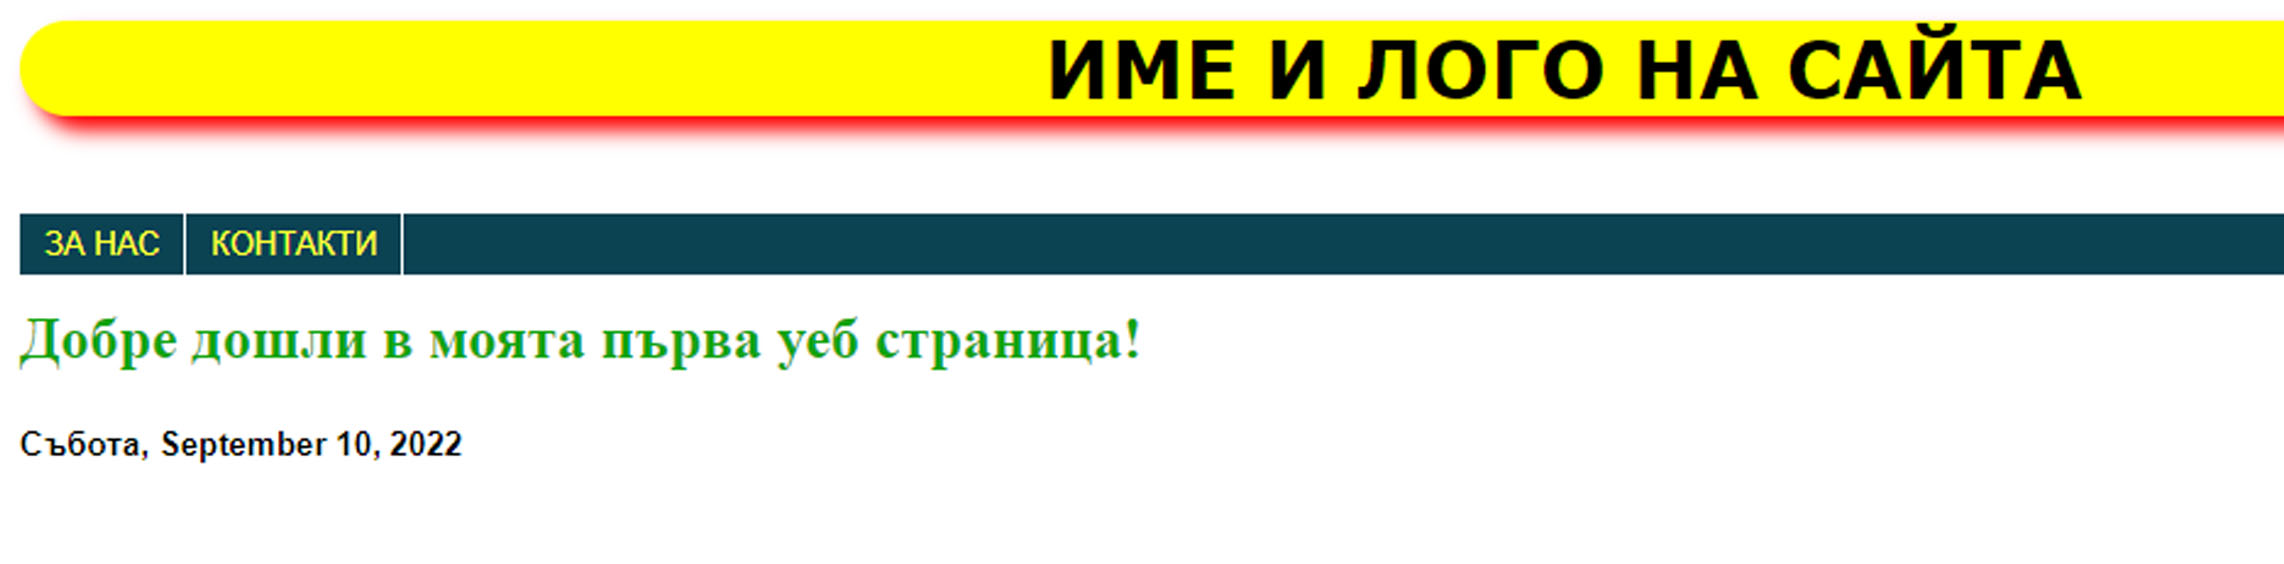 ИМЕ И ЛОГО НА САЙТА
ЗА НАС КОНТАКТИ
Добре дошли в моята първа уеб страница!
Събота, September 10, 2022